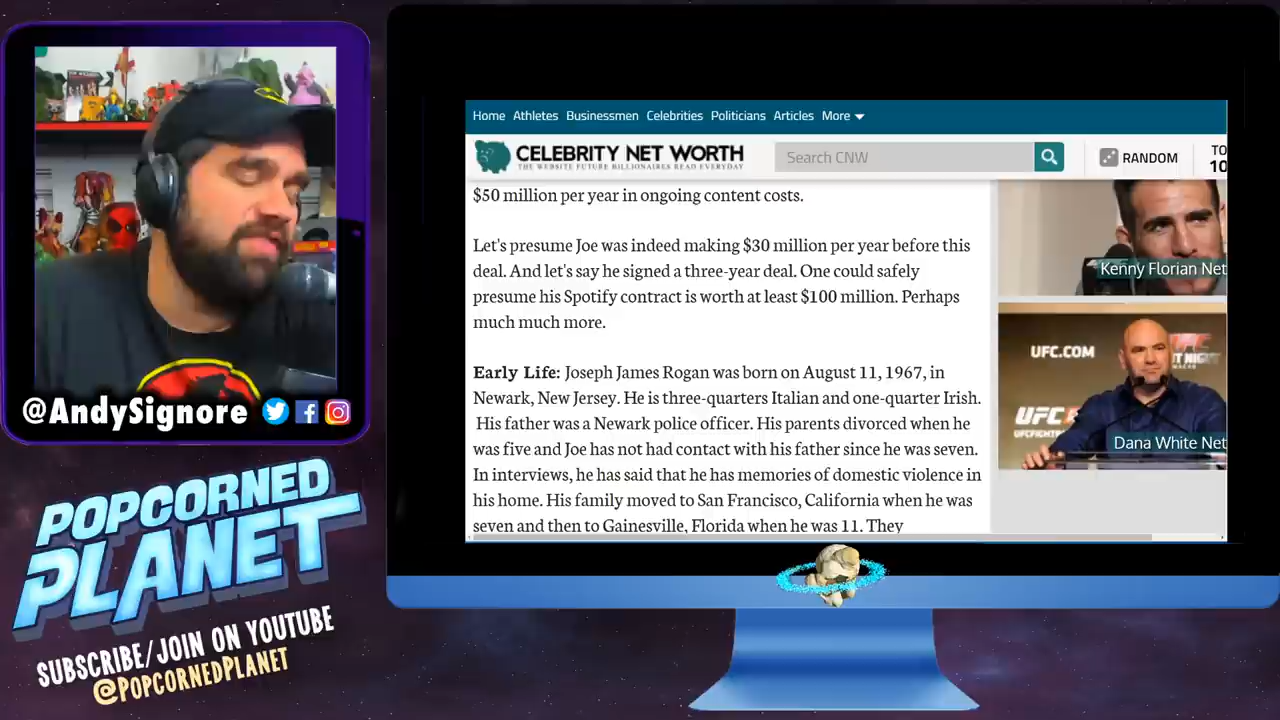 @AndySignore
POPCORNED
PLANET
SUBSCRIBE/JOIN ON YOUTUBE
@POPCORNEDPLANET
Home Athletes Businessmen Celebrities Politicians Articles More
CELEBRITY NET WORTH
THE WEBSITE FUTURE BILLIONAIRES READ EVERYDAY
Search CNW
RANDOM
TO
10
$50 million per year in ongoing content costs.
Let's presume Joe was indeed making $30 million per year before this
deal. And let's say he signed a three-year deal. One could safely
presume his Spotify contract is worth at least $100 million. Perhaps
much much more.
Early Life: Joseph James Rogan was born on August 11, 1967, in
Newark, New Jersey. He is three-quarters Italian and one-quarter Irish.
His father was a Newark police officer. His parents divorced when he
was five and Joe has not had contact with his father since he was seven.
In interviews, he has said that he has memories of domestic violence in
his home. His family moved to San Francisco, California when he was
seven and then to Gainesville, Florida when he was 11. They
Kenny Florian Net
UFC.COM
UFC
Dana White Net